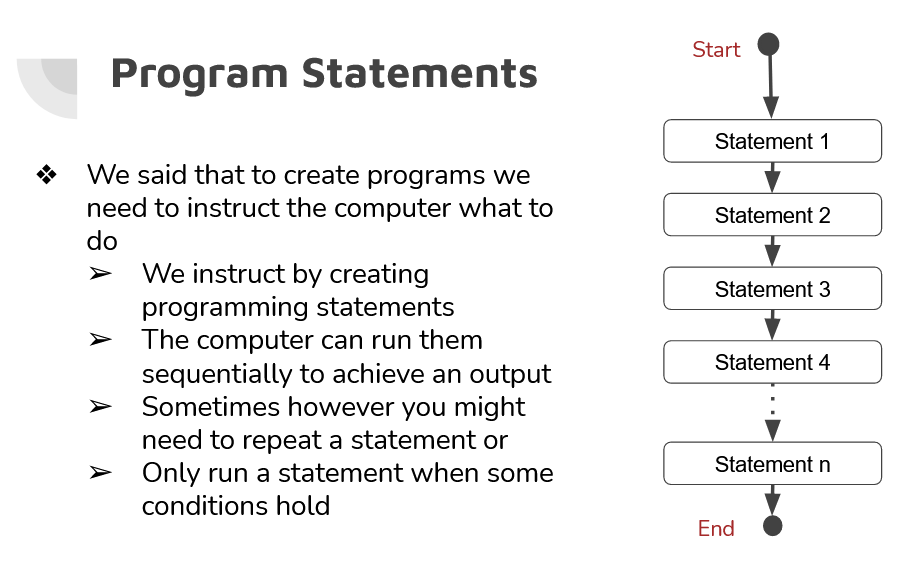 Program Statements
❖ We said that to create programs we
need to instruct the computer what to
do
➢ We instruct by creating
programming statements
➢ The computer can run them
sequentially to achieve an output
➢ Sometimes however you might
need to repeat a statement or
➢ Only run a statement when some
conditions hold
Start
Statement 1
Statement 2
Statement 3
Statement 4
Statement n
End